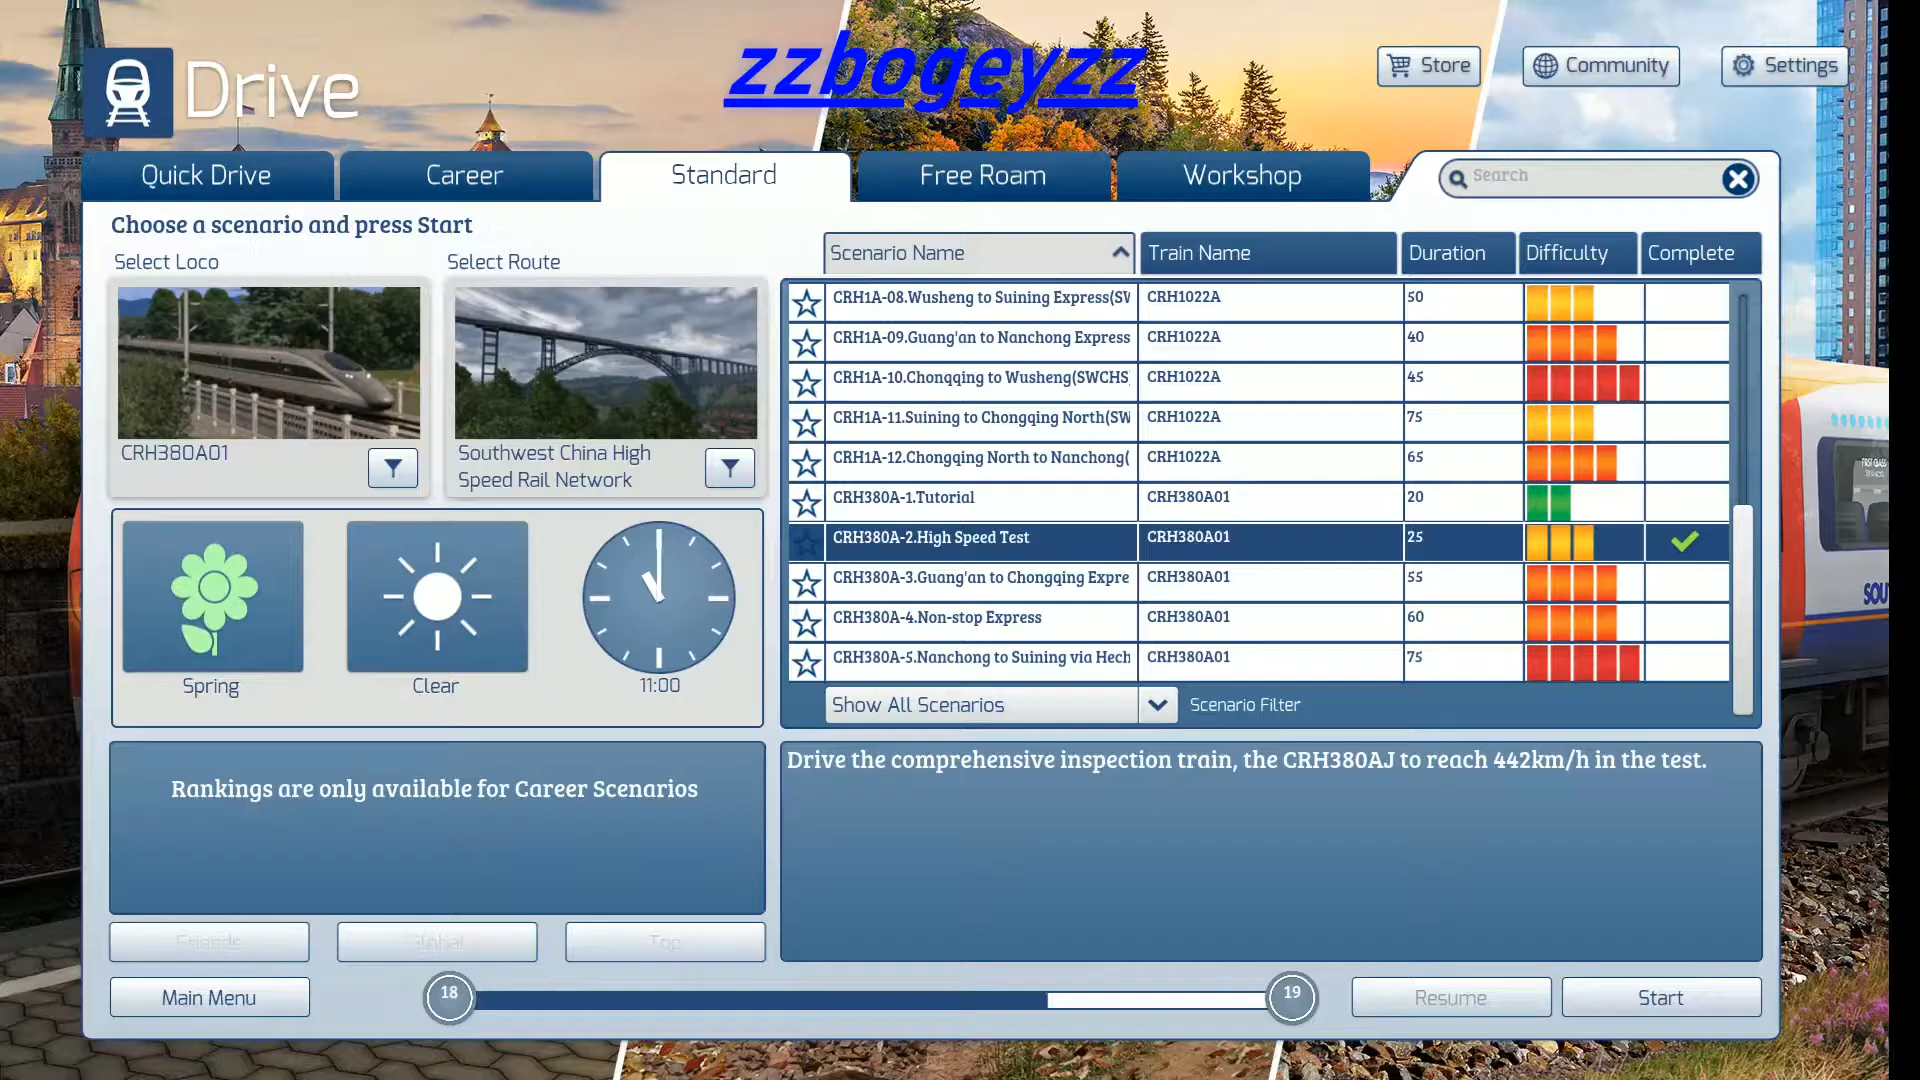 zzbogeyzz
Drive
Store
Community
Settings
Quick Drive
Career
Standard
Free Roam
Workshop
Search
Choose a scenario and press Start
Select Loco
Select Route
CRH380A01
Southwest China High
Speed Rail Network
Scenario Name
Train Name
Duration
Difficulty
Complete
CRH1A-08.Wusheng to Suining Express(SW
CRH1022A
50
CRH1A-09.Guang'an to Nanchong Express
CRH1022A
40
CRH1A-10.Chongqing to Wusheng(SWCHS
CRH1022A
45
CRH1A-11.Suining to Chongqing North(SW
CRH1022A
75
CRH1A-12.Chongqing North to Nanchong(
CRH1022A
65
CRH380A-1.Tutorial
CRH380A01
20
CRH380A-2.High Speed Test
CRH380A01
25
CRH380A-3.Guang'an to Chongqing Expre
CRH380A01
55
CRH380A-4.Non-stop Express
CRH380A01
60
CRH380A-5.Nanchong to Suining via Hech
CRH380A01
75
Show All Scenarios
Scenario Filter
Spring
Clear
11:00
Rankings are only available for Career Scenarios
Drive the comprehensive inspection train, the CRH380AJ to reach 442km/h in the test.
Friends
Global
Top
Main Menu
18
19
Resume
Start
FIRST CLASS
SOU